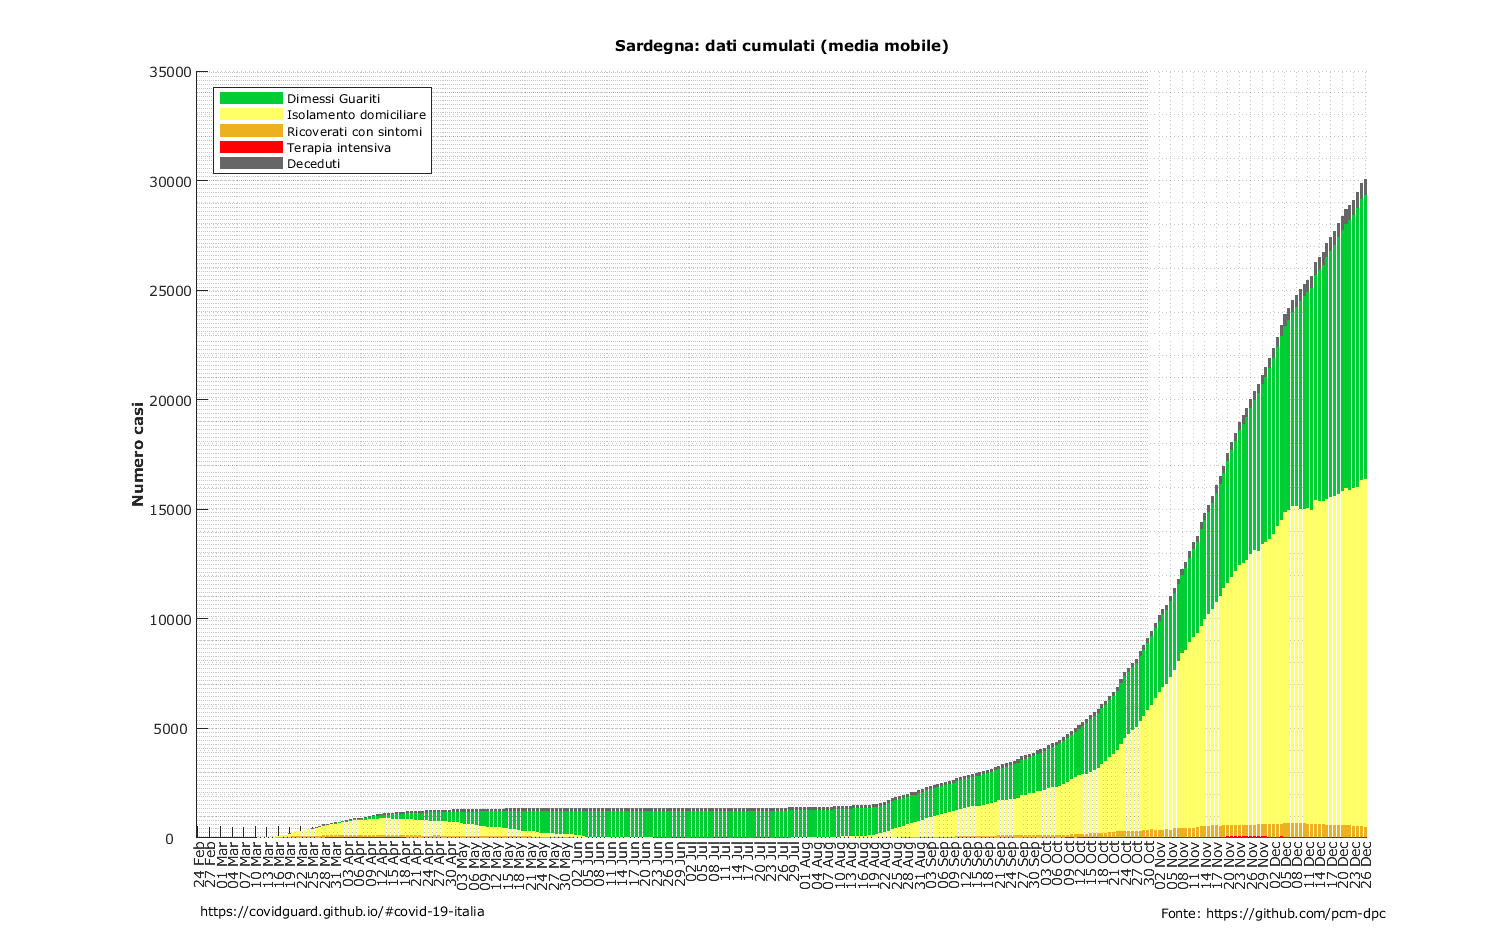 Sardegna: dati cumulati (media mobile)
35000
30000
25000
20000
15000
10000
5000
0
Numero casi
Dimessi Guariti
Isolamento domiciliare
Ricoverati con sintomi
Terapia intensiva
Deceduti
24 Feb
27 Feb
01 Mar
04 Mar
07 Mar
10 Mar
13 Mar
16 Mar
19 Mar
22 Mar
25 Mar
28 Mar
31 Mar
03 Apr
06 Apr
09 Apr
12 Apr
15 Apr
18 Apr
21 Apr
24 Apr
27 Apr
30 Apr
03 May
06 May
09 May
12 May
15 May
18 May
21 May
24 May
27 May
30 May
02 Jun
05 Jun
08 Jun
11 Jun
14 Jun
17 Jun
20 Jun
23 Jun
26 Jun
29 Jun
02 Jul
05 Jul
08 Jul
11 Jul
14 Jul
17 Jul
20 Jul
23 Jul
26 Jul
29 Jul
01 Aug
04 Aug
07 Aug
10 Aug
13 Aug
16 Aug
19 Aug
22 Aug
25 Aug
28 Aug
31 Aug
03 Sep
06 Sep
09 Sep
12 Sep
15 Sep
18 Sep
21 Sep
24 Sep
27 Sep
30 Sep
03 Oct
06 Oct
09 Oct
12 Oct
15 Oct
18 Oct
21 Oct
24 Oct
27 Oct
30 Oct
02 Nov
05 Nov
08 Nov
11 Nov
14 Nov
17 Nov
20 Nov
23 Nov
26 Nov
29 Nov
02 Dec
05 Dec
08 Dec
11 Dec
14 Dec
17 Dec
20 Dec
23 Dec
26 Dec
https://covidguard.github.io/#covid-19-italia
Fonte: https://github.com/pcm-dpc